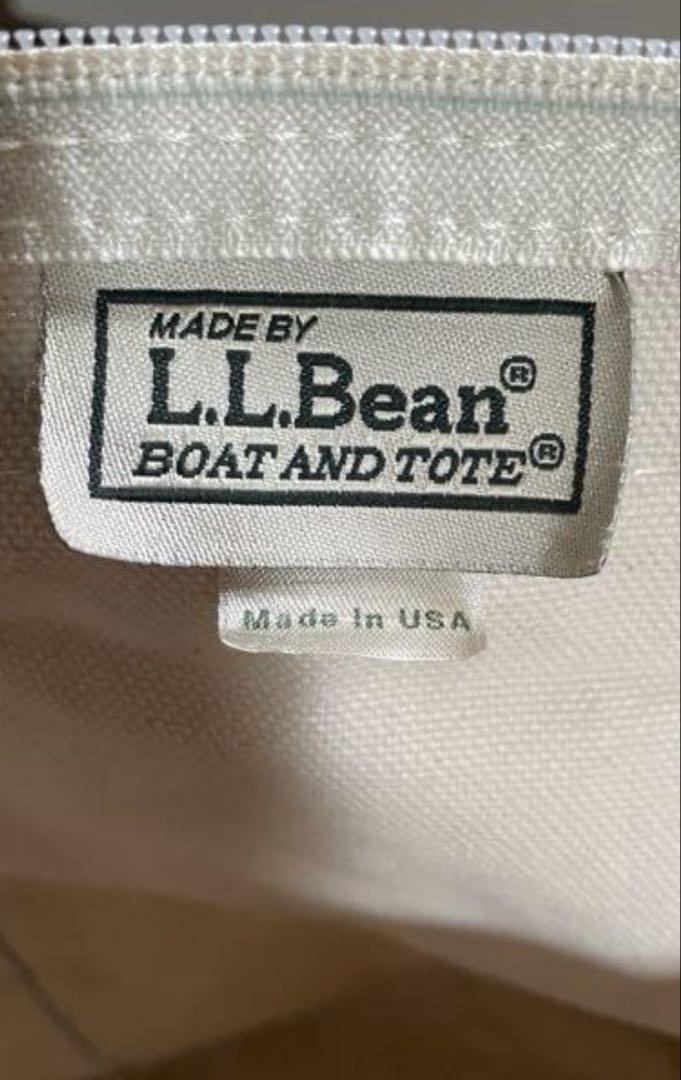 MADE BY
L.L.Bean®
BOAT AND TOTE®
Made in USA